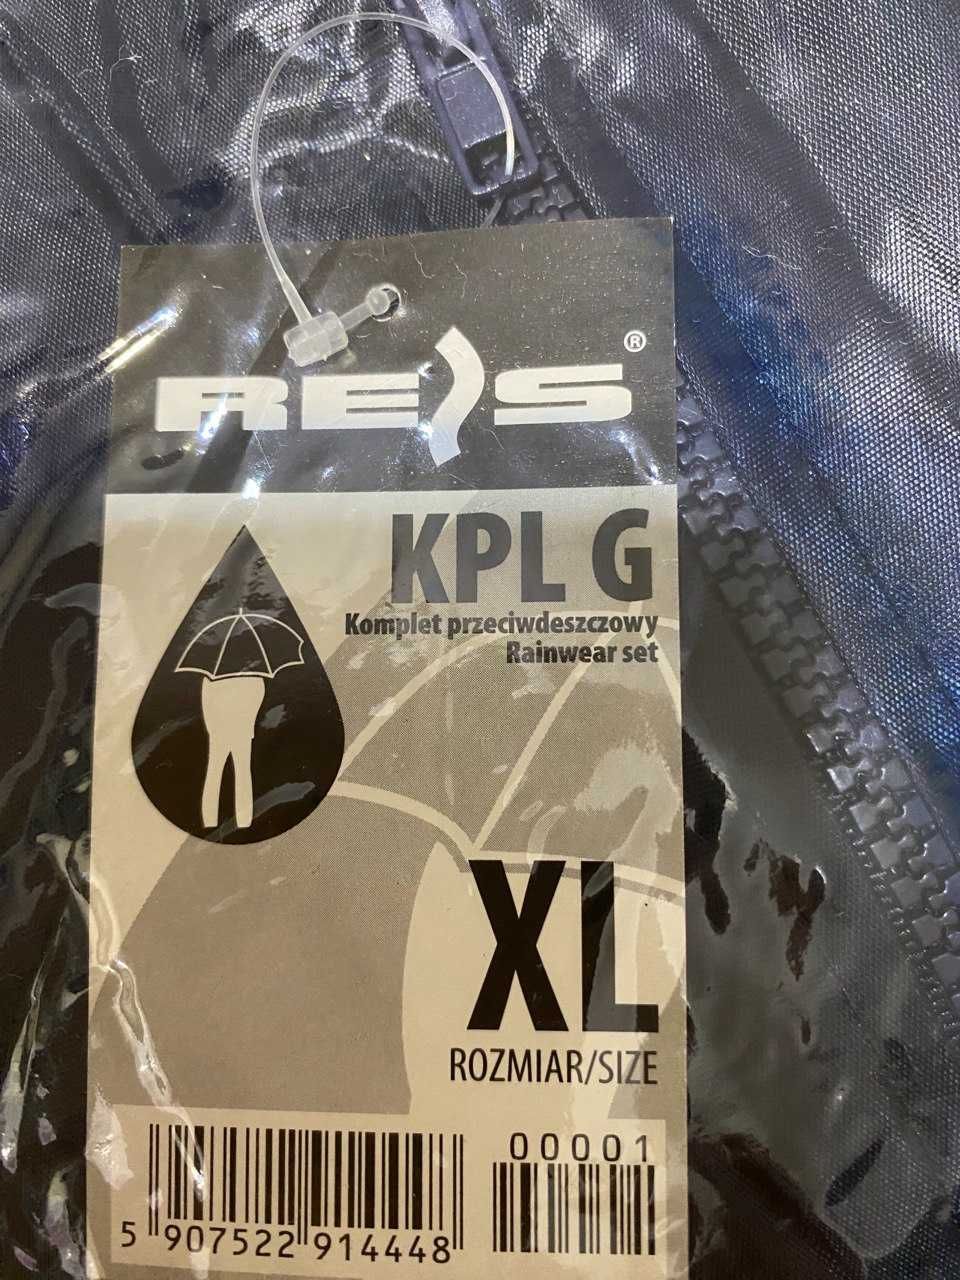 REIS®
KPL G
Komplet przeciwdeszczowy
Rainwear set
XL
ROZMIAR/SIZE
00001
5 907522 914448